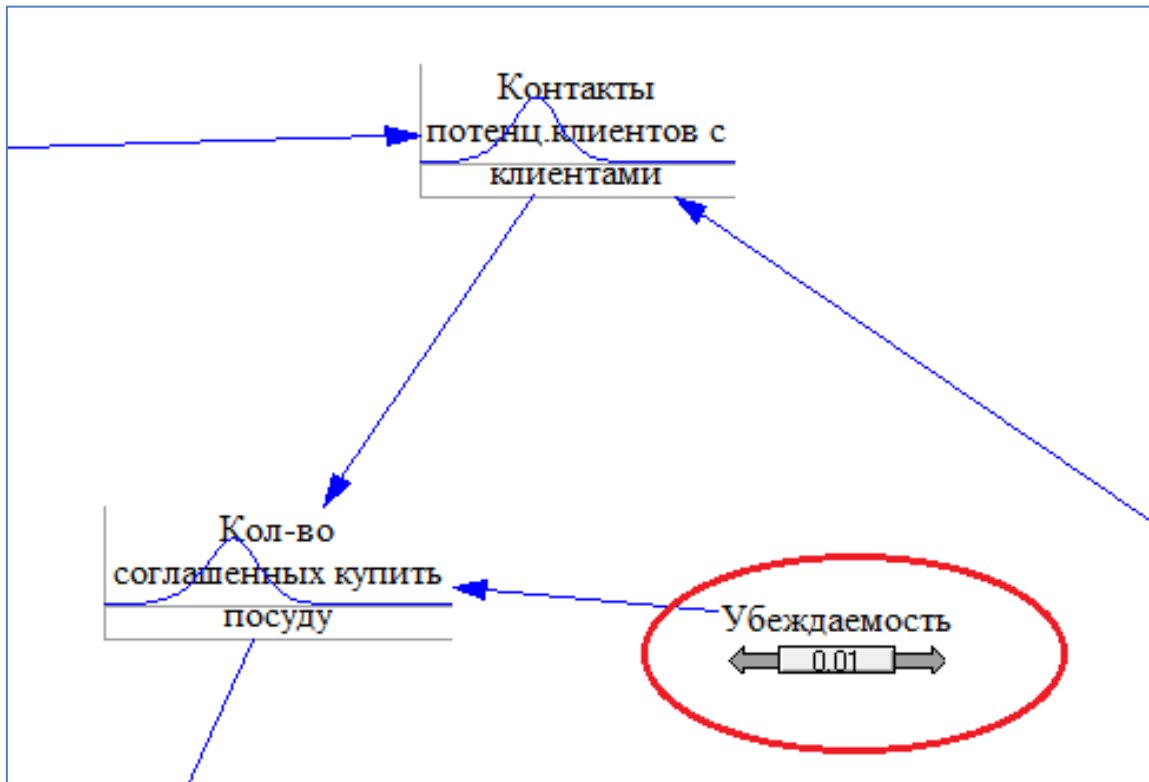 Контакты
потенц.клиентов с
клиентами
Кол-во
соглашенных купить
посуду
Убеждаемость
0.01